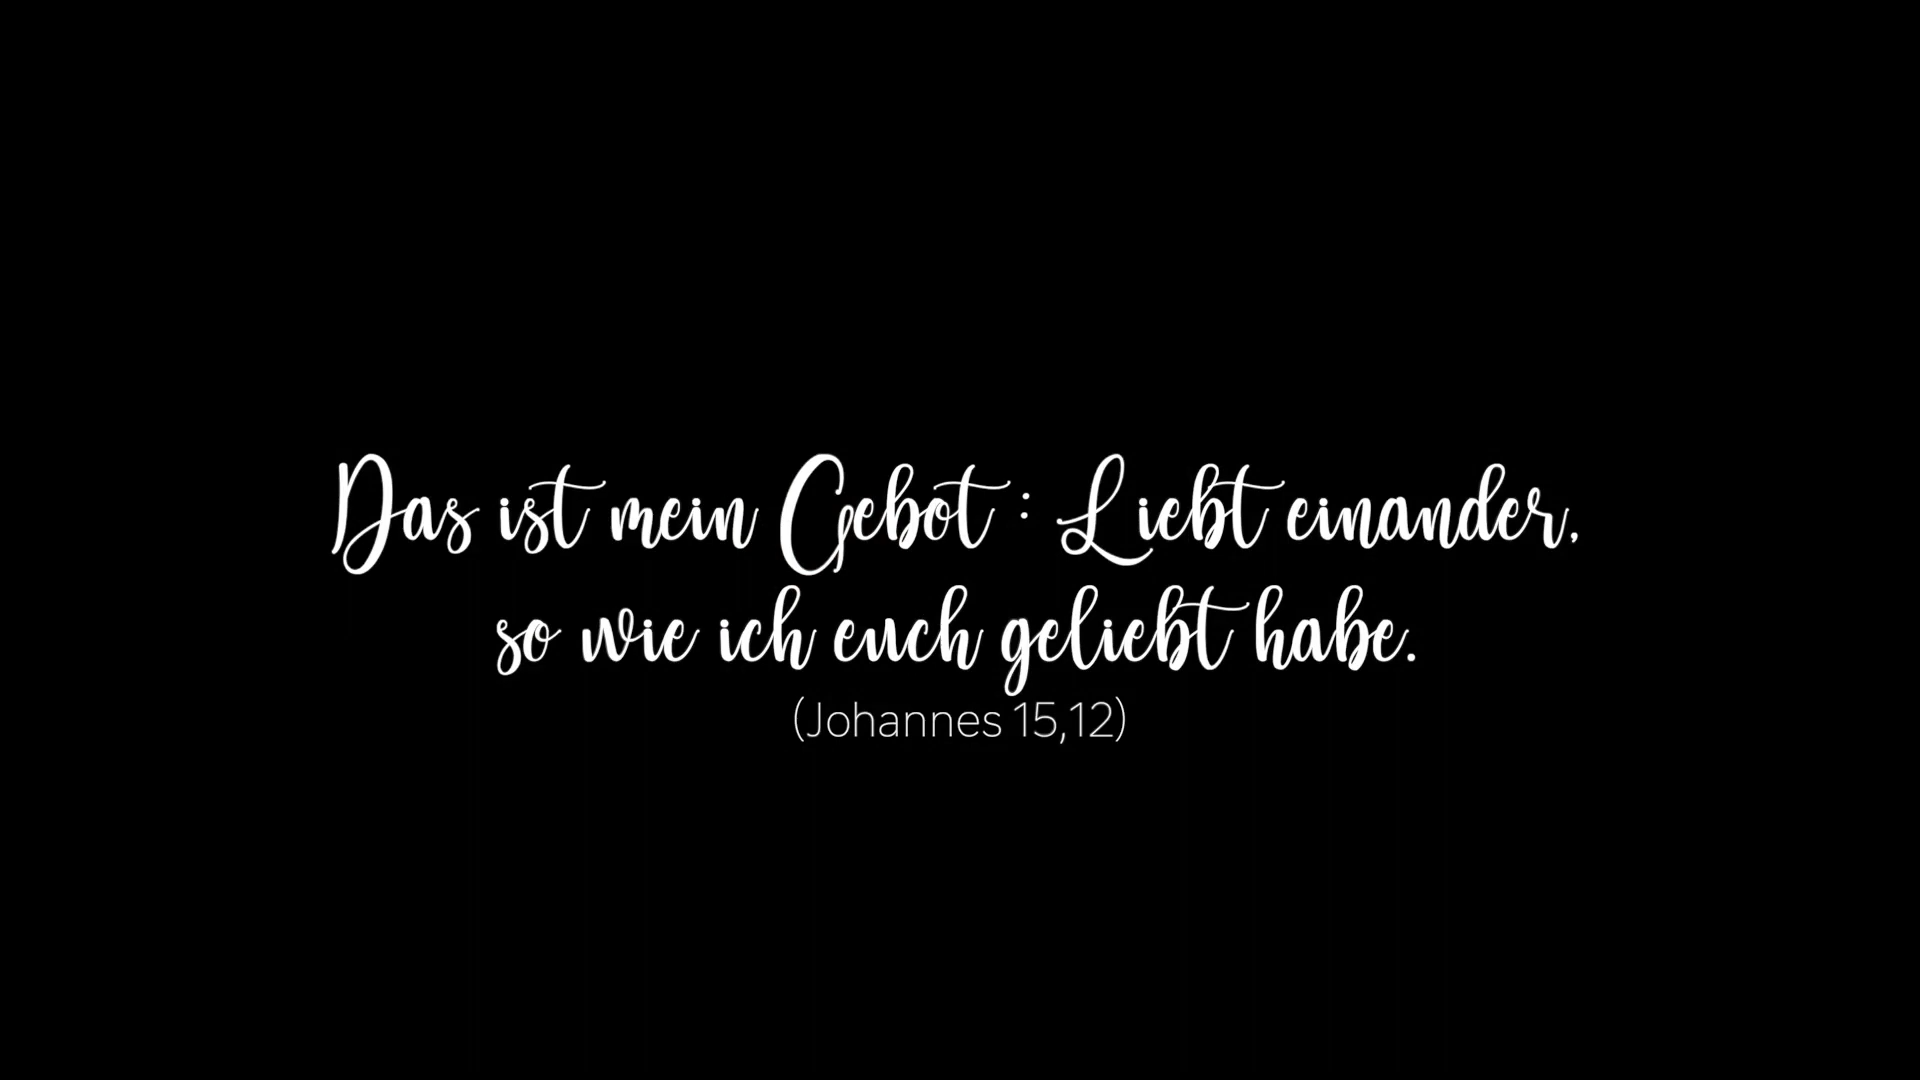 Das ist mein Gebot : Liebt einander,
so wie ich euch geliebt habe.
(Johannes 15,12)